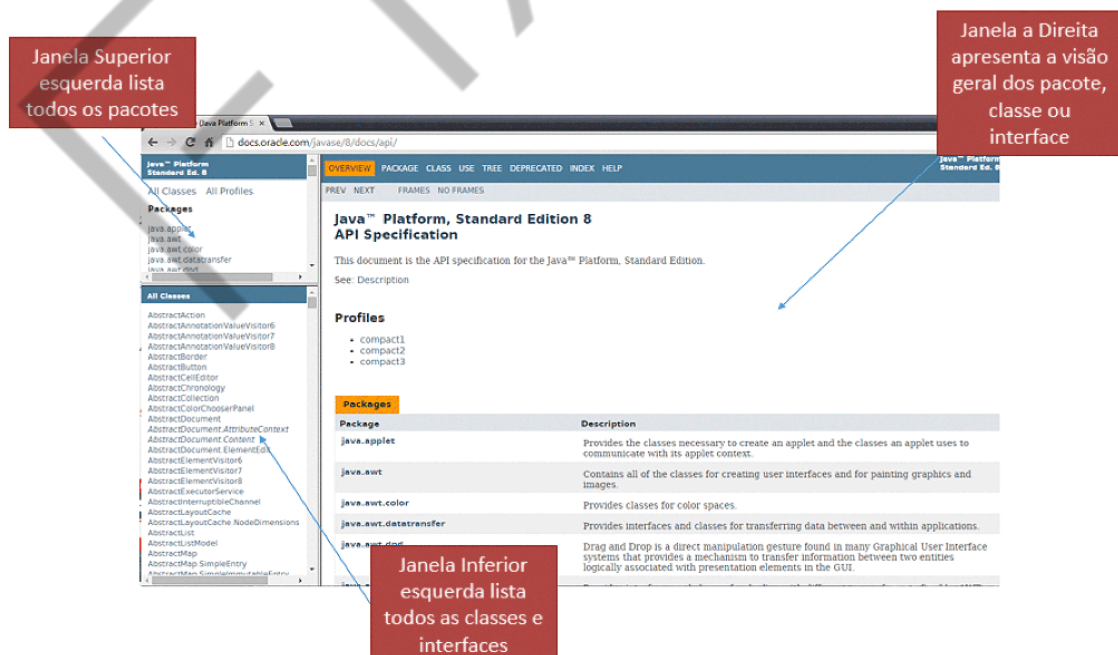 Janela Superior
esquerda lista
todos os pacotes
Janela a Direita
apresenta a visão
geral dos pacote,
classe ou
interface
(Java Platform S
docs.oracle.com/javase/8/docs/api/
Java™ Platform
Standard Ed. 8
All Classes All Profiles
Packages
java.applet
java.awt
java.awt.color
java.awt.datatransfer
java.awt.dnd
All Classes
AbstractAction
AbstractAnnotationValueVisitor6
AbstractAnnotationValueVisitor7
AbstractAnnotationValueVisitor8
AbstractBorder
AbstractButton
AbstractCellEditor
AbstractChronology
AbstractCollection
AbstractColorChooserPanel
AbstractDocument
AbstractDocument.AttributeContext
AbstractDocument.Content
AbstractDocument.ElementEdit
AbstractElementVisitor6
AbstractElementVisitor7
AbstractElementVisitor8
AbstractExecutorService
AbstractInterruptibleChannel
AbstractLayoutCache
AbstractLayoutCache.NodeDimensions
AbstractList
AbstractListModel
AbstractMap
AbstractMap.SimpleEntry
AbstractMap.SimpleImmutableEntry
OVERVIEW PACKAGE CLASS USE TREE DEPRECATED INDEX HELP
Java™ Platform
Standard Ed. 8
PREV NEXT FRAMES NO FRAMES
Java™ Platform, Standard Edition 8
API Specification
This document is the API specification for the Java™ Platform, Standard Edition.
See: Description
Profiles
• compact1
• compact2
• compact3
Packages
Package Description
java.applet Provides the classes necessary to create an applet and the classes an applet uses to
communicate with its applet context.
java.awt Contains all of the classes for creating user interfaces and for painting graphics and
images.
java.awt.color Provides classes for color spaces.
java.awt.datatransfer Provides interfaces and classes for transferring data between and within applications.
java.awt.dnd Drag and Drop is a direct manipulation gesture found in many Graphical User Interface
systems that provides a mechanism to transfer information between two entities
logically associated with presentation elements in the GUI.
Janela Inferior
esquerda lista
todos as classes e
interfaces